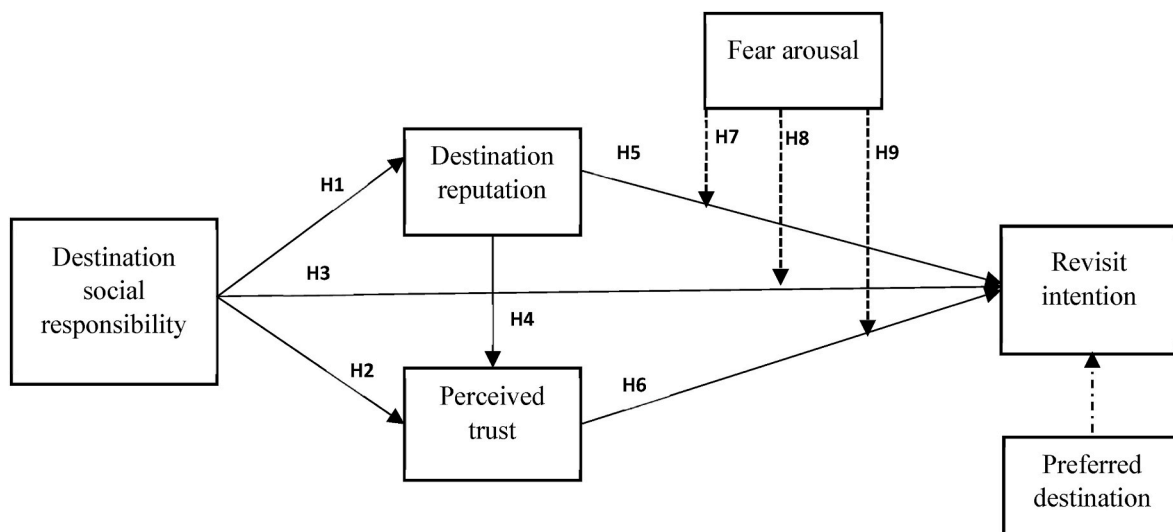 Fear arousal
H7
H8
H9
Destination
reputation
H5
H1
Destination
social
responsibility
H3
H4
Revisit
intention
H2
Perceived
trust
H6
Preferred
destination